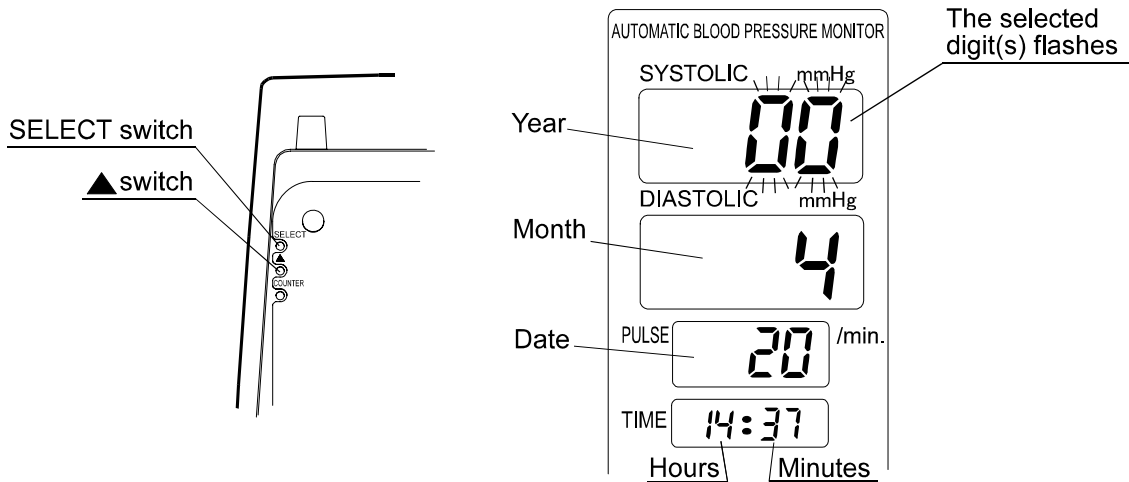 SELECT switch
▲ switch
SELECT
▲
COUNTER
AUTOMATIC BLOOD PRESSURE MONITOR
The selected
digit(s) flashes
SYSTOLIC mmHg
Year
00
DIASTOLIC mmHg
Month
4
Date
PULSE 20 /min.
TIME 14:37
Hours Minutes